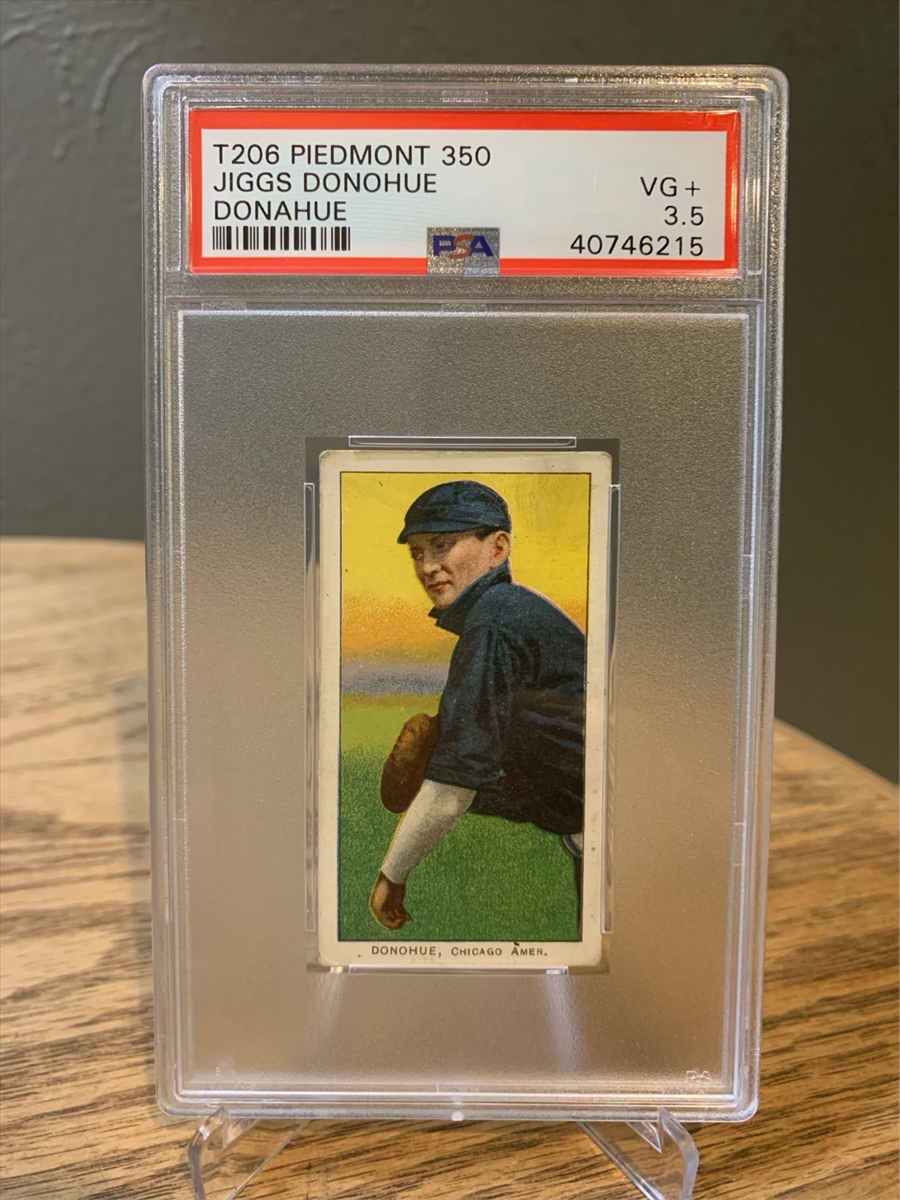 T206 PIEDMONT 350
JIGGS DONOHUE
DONAHUE
VG+
3.5
PSA
40746215
DONOHUE, CHICAGO AMER.